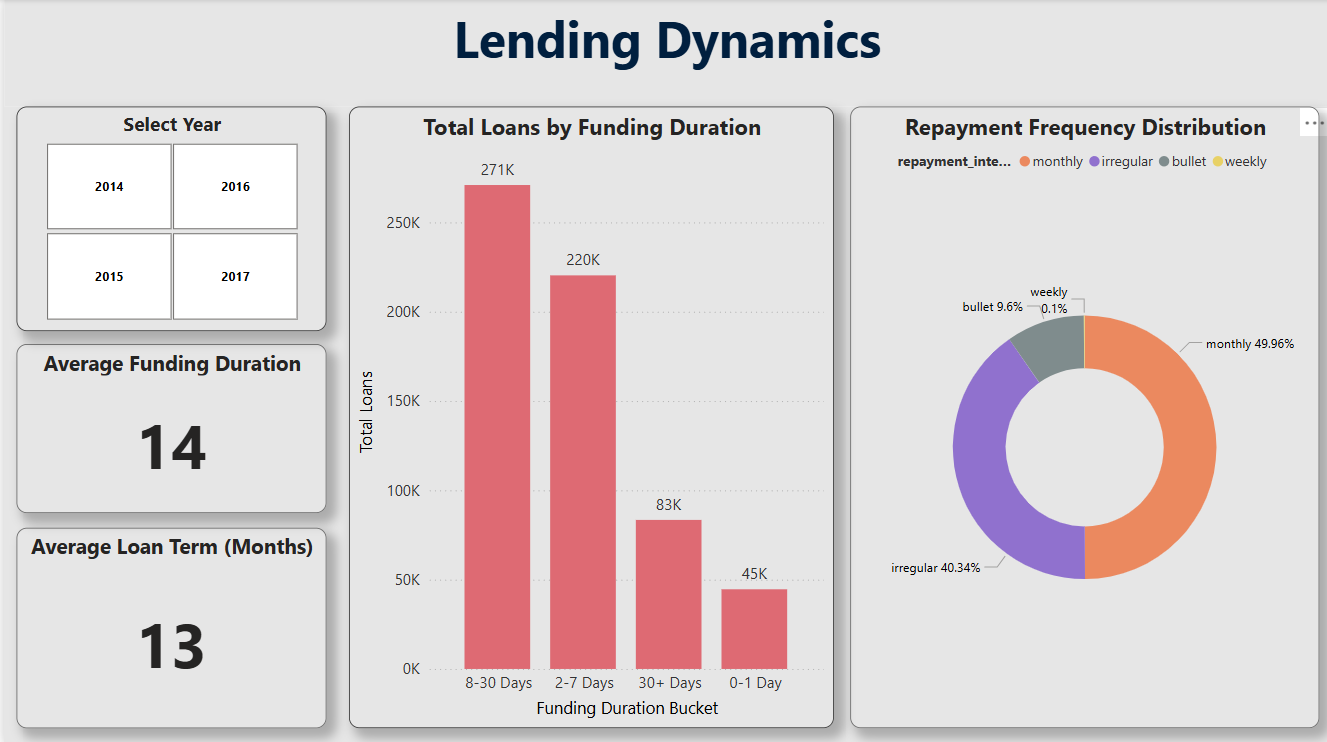 Lending Dynamics
Select Year
2014
2016
2015
2017
Average Funding Duration
14
Average Loan Term (Months)
13
Total Loans by Funding Duration
271K
220K
83K
45K
250K
200K
150K
100K
50K
0K
Total Loans
8-30 Days
2-7 Days
30+ Days
0-1 Day
Funding Duration Bucket
Repayment Frequency Distribution
repayment_inte... monthly irregular bullet weekly
weekly
0.1%
bullet 9.6%
monthly 49.96%
irregular 40.34%